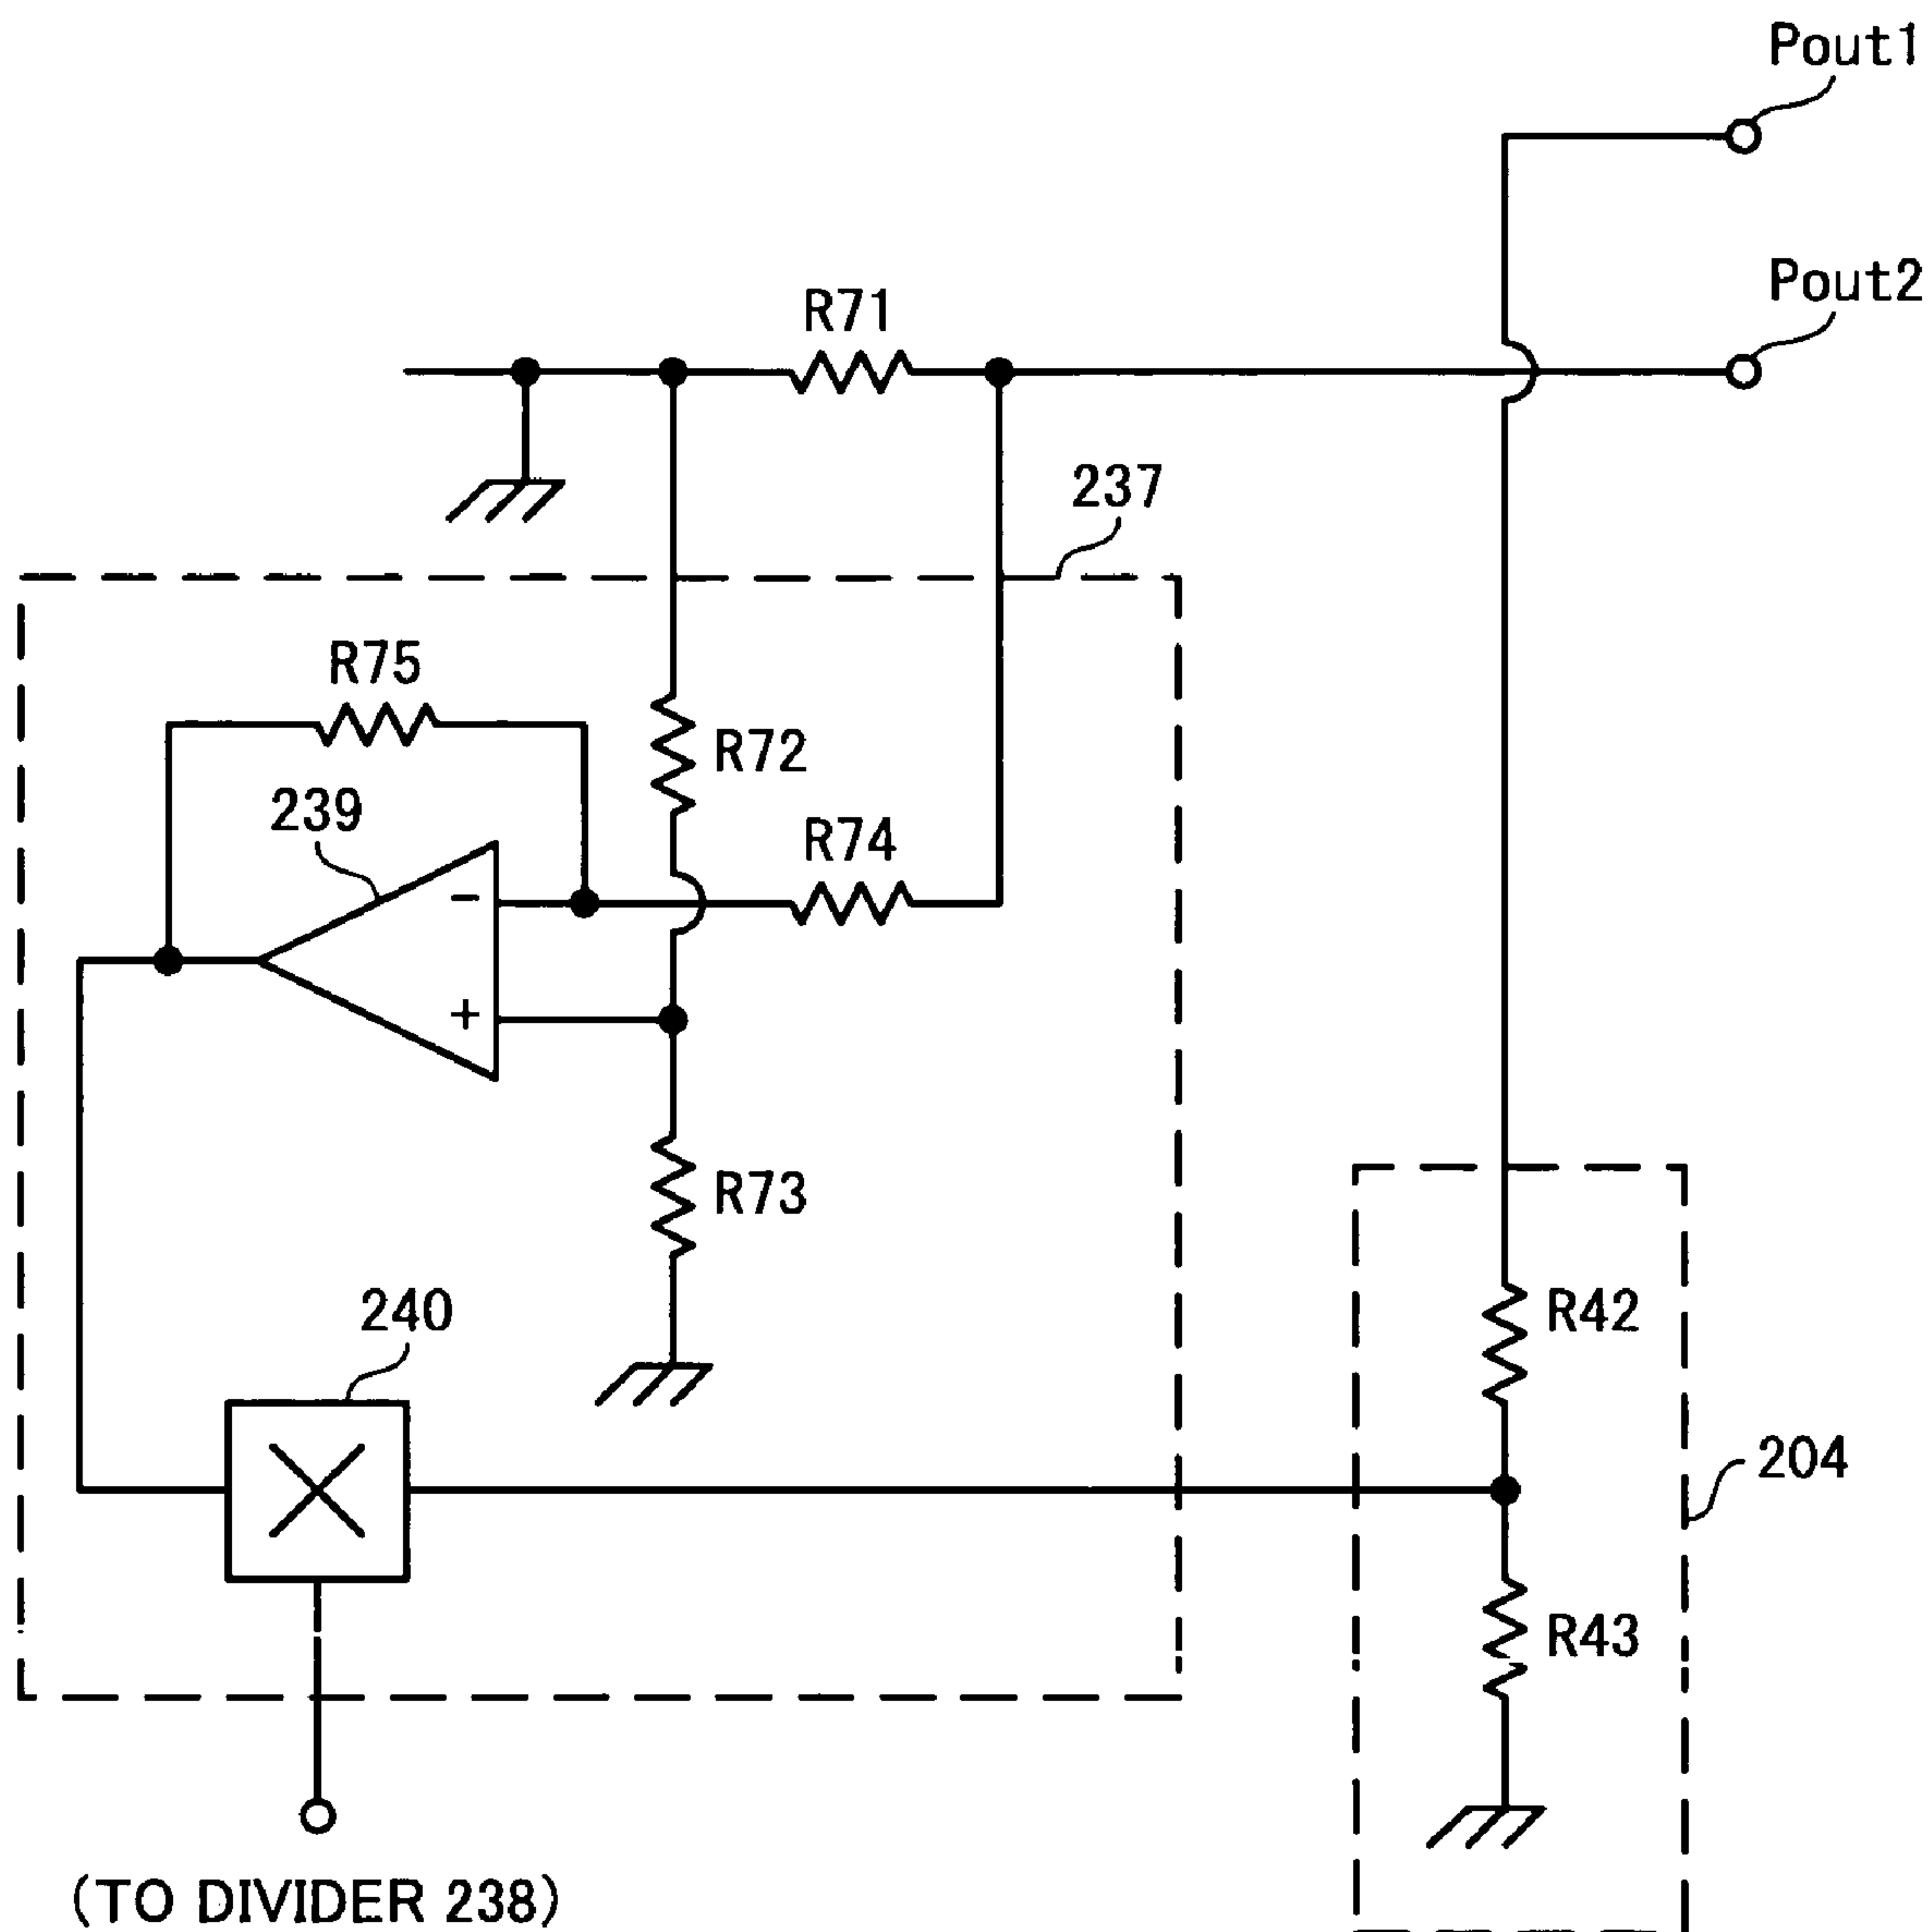 Pout1
Pout2
R71
237
R75
R72
239
R74
-
+
R73
240
R42
204
R43
(TO DIVIDER 238)